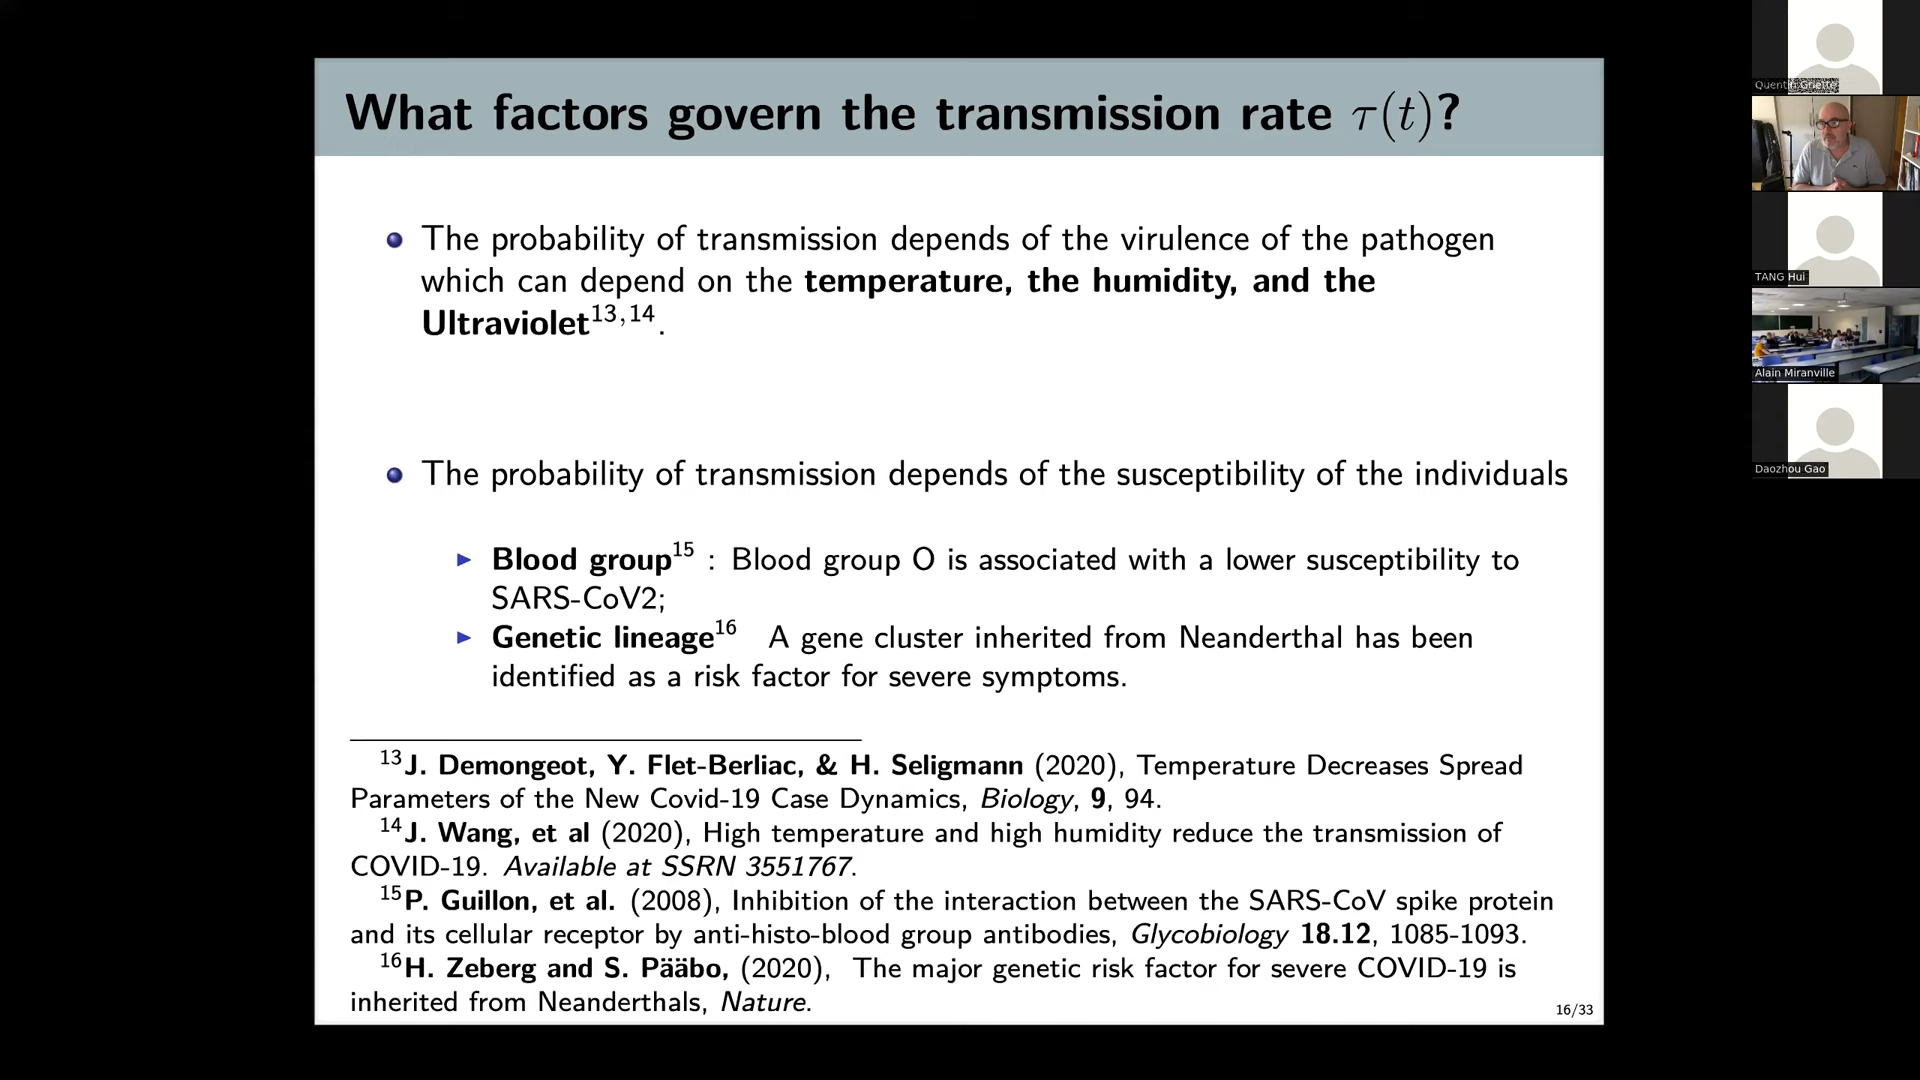 What factors govern the transmission rate τ(t)?
The probability of transmission depends of the virulence of the pathogen
which can depend on the temperature, the humidity, and the
Ultraviolet13,14.
The probability of transmission depends of the susceptibility of the individuals
Blood group15 : Blood group O is associated with a lower susceptibility to
SARS-CoV2;
Genetic lineage16 A gene cluster inherited from Neanderthal has been
identified as a risk factor for severe symptoms.
13J. Demongeot, Y. Flet-Berliac, & H. Seligmann (2020), Temperature Decreases Spread
Parameters of the New Covid-19 Case Dynamics, Biology, 9, 94.
14J. Wang, et al (2020), High temperature and high humidity reduce the transmission of
COVID-19. Available at SSRN 3551767.
15P. Guillon, et al. (2008), Inhibition of the interaction between the SARS-CoV spike protein
and its cellular receptor by anti-histo-blood group antibodies, Glycobiology 18.12, 1085-1093.
16H. Zeberg and S. Pääbo, (2020), The major genetic risk factor for severe COVID-19 is
inherited from Neanderthals, Nature.
16/33
TANG Hui
Alain Miranville
Daozhou Gao